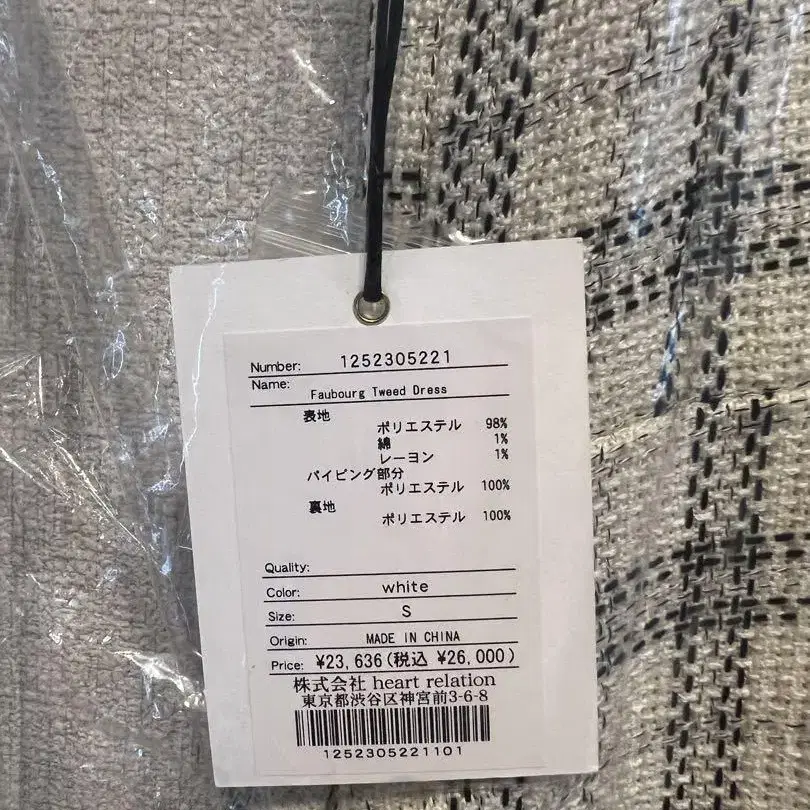 Number: 1252305221
Name: Faubourg Tweed Dress
表地
ポリエステル 98%
綿 1%
レーヨン 1%
パイピング部分
ポリエステル 100%
裏地
ポリエステル 100%
Quality:
Color: white
Size: S
Origin: MADE IN CHINA
Price: ¥23,636(税込 ¥26,000)
株式会社 heart relation
東京都渋谷区神宮前3-6-8
1252305221101